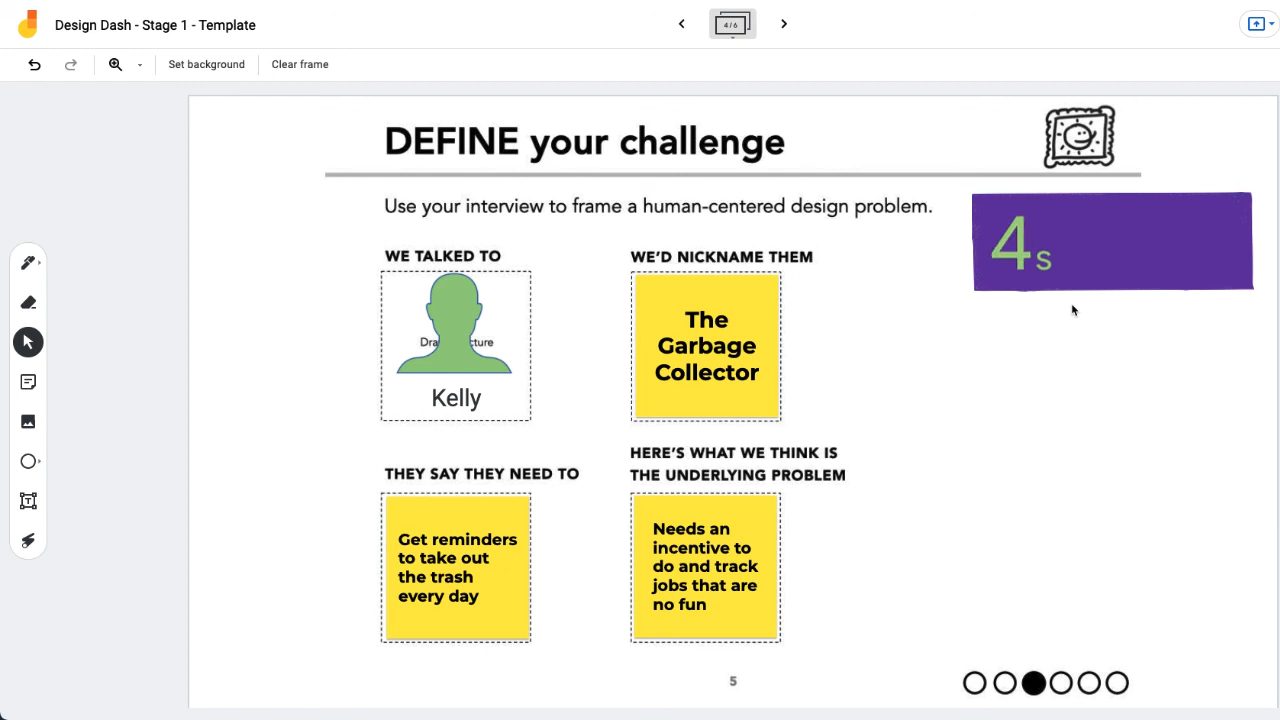 Design Dash - Stage 1 - Template
4 / 6
Set background
Clear frame
DEFINE your challenge
Use your interview to frame a human-centered design problem.
4s
WE TALKED TO
WE'D NICKNAME THEM
Kelly
The
Garbage
Collector
THEY SAY THEY NEED TO
HERE'S WHAT WE THINK IS
THE UNDERLYING PROBLEM
Get reminders
to take out
the trash
every day
Needs an
incentive to
do and track
jobs that are
no fun
5